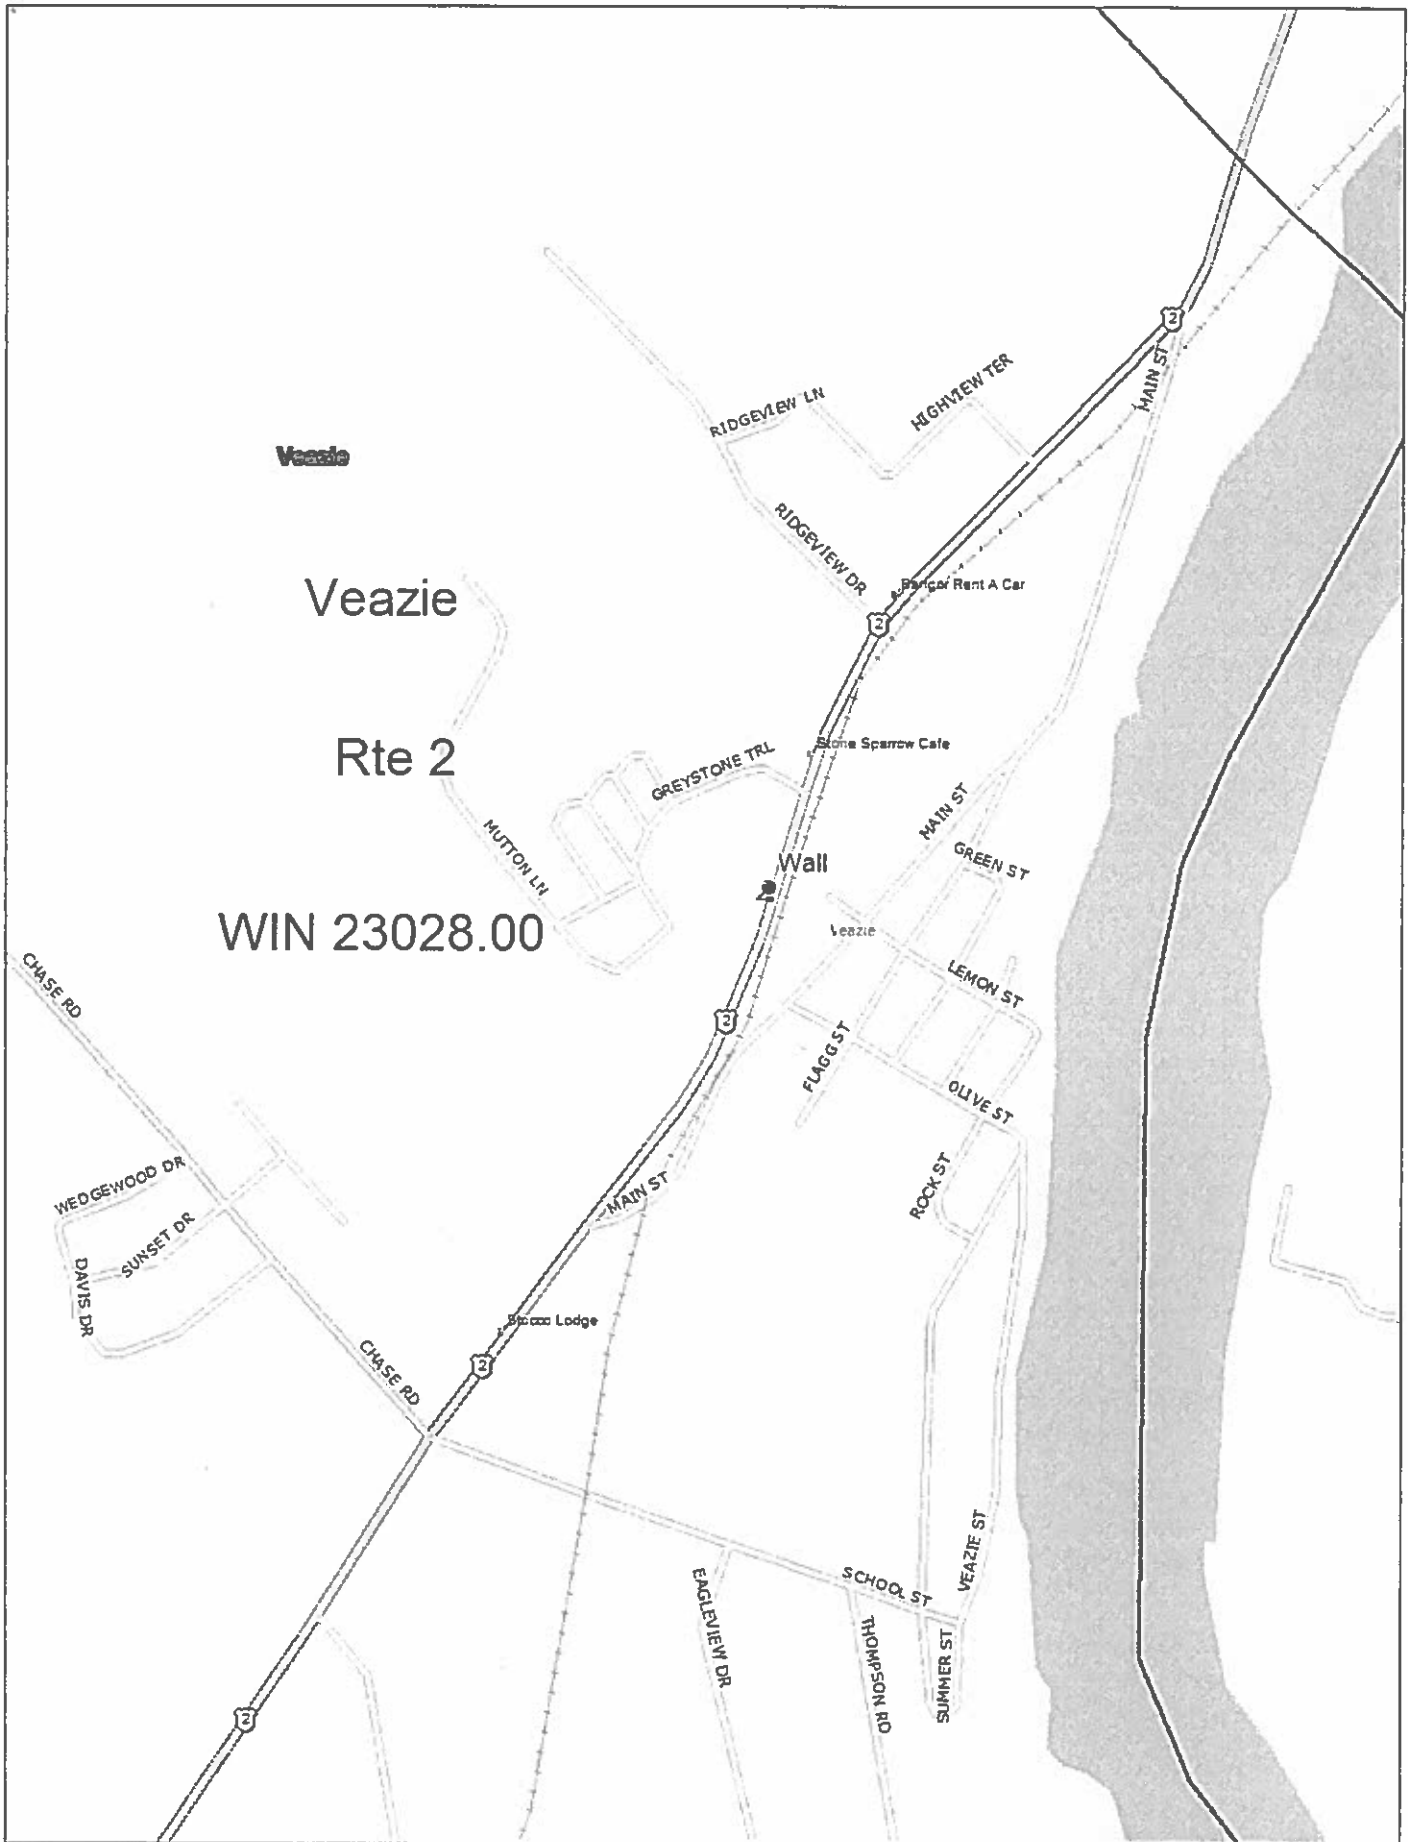 2
MAIN ST
RIDGEVIEW LN
HIGHVIEW TER
Veazie
RIDGEVIEW DR
Bangor Rent A Car
Veazie
2
Stone Sparrow Cafe
Rte 2
GREYSTONE TRL
MAIN ST
MUTTON LN
GREEN ST
Wall
WIN 23028.00
Veazie
CHASE RD
LEMON ST
2
FLAGG ST
OLIVE ST
WEDGEWOOD DR
ROCK ST
MAIN ST
SUNSET DR
DAVIS DR
Lodge
2
CHASE RD
VEAZIE ST
SCHOOL ST
EAGLEVIEW DR
THOMPSON RD
SUMMER ST
2